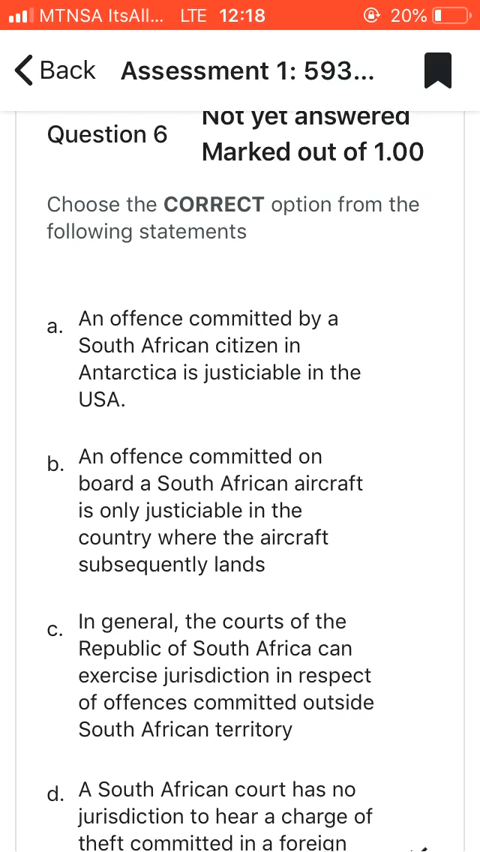 MTNSA ItsAll... LTE 12:18 20%
Back Assessment 1: 593...
Question 6
Not yet answered
Marked out of 1.00
Choose the CORRECT option from the
following statements
a. An offence committed by a
South African citizen in
Antarctica is justiciable in the
USA.
b. An offence committed on
board a South African aircraft
is only justiciable in the
country where the aircraft
subsequently lands
c. In general, the courts of the
Republic of South Africa can
exercise jurisdiction in respect
of offences committed outside
South African territory
d. A South African court has no
jurisdiction to hear a charge of
theft committed in a foreign